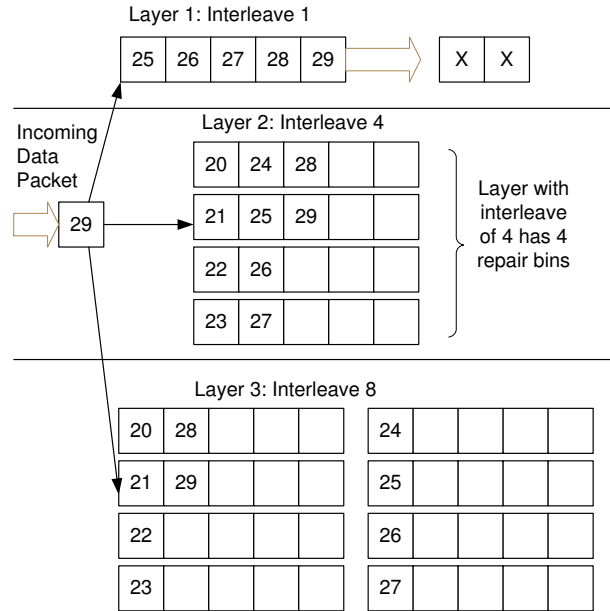 Layer 1: Interleave 1
25 26 27 28 29 X X
Incoming
Data
Packet
29
Layer 2: Interleave 4
20 24 28
21 25 29
22 26
23 27
Layer with
interleave
of 4 has 4
repair bins
Layer 3: Interleave 8
20 28 24
21 29 25
22 26
23 27